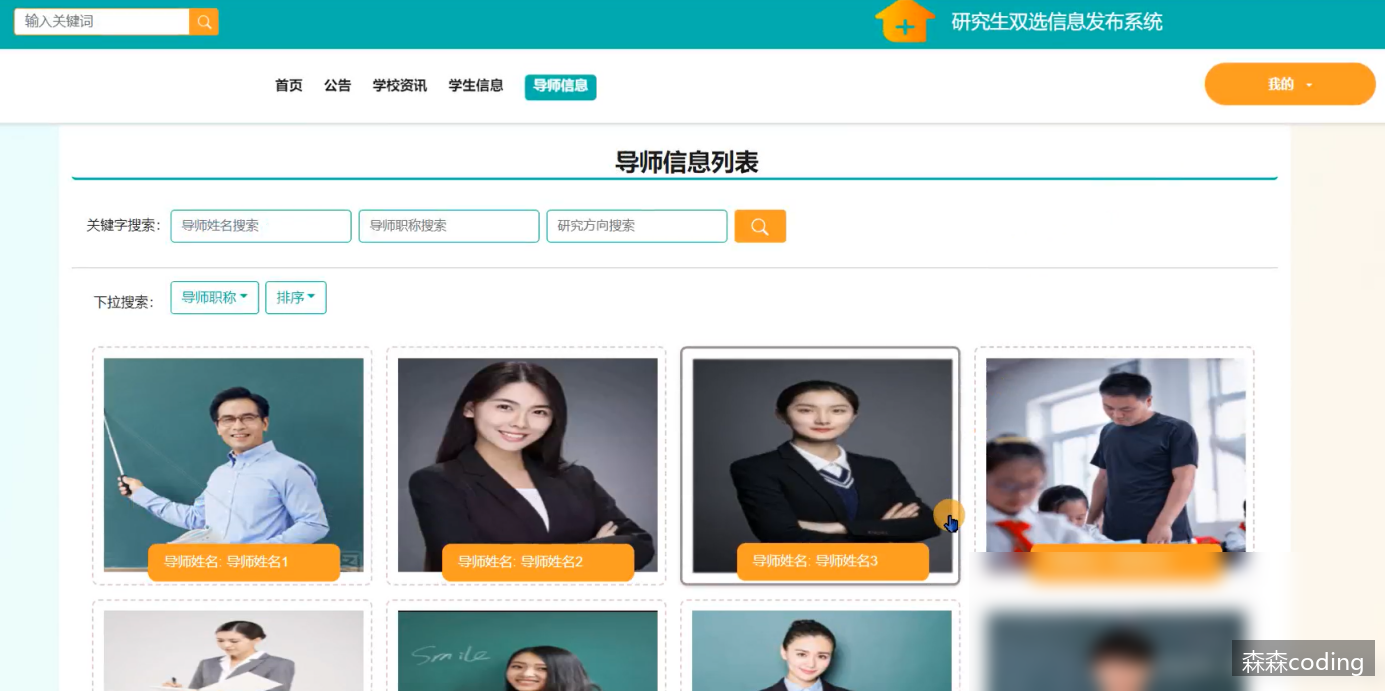 输入关键词
研究生双选信息发布系统
首页 公告 学校资讯 学生信息 导师信息
我的
导师信息列表
关键字搜索： 导师姓名搜索 导师职称搜索 研究方向搜索
下拉搜索： 导师职称 排序
导师姓名: 导师姓名1 导师姓名: 导师姓名2 导师姓名: 导师姓名3
Smile
森森coding